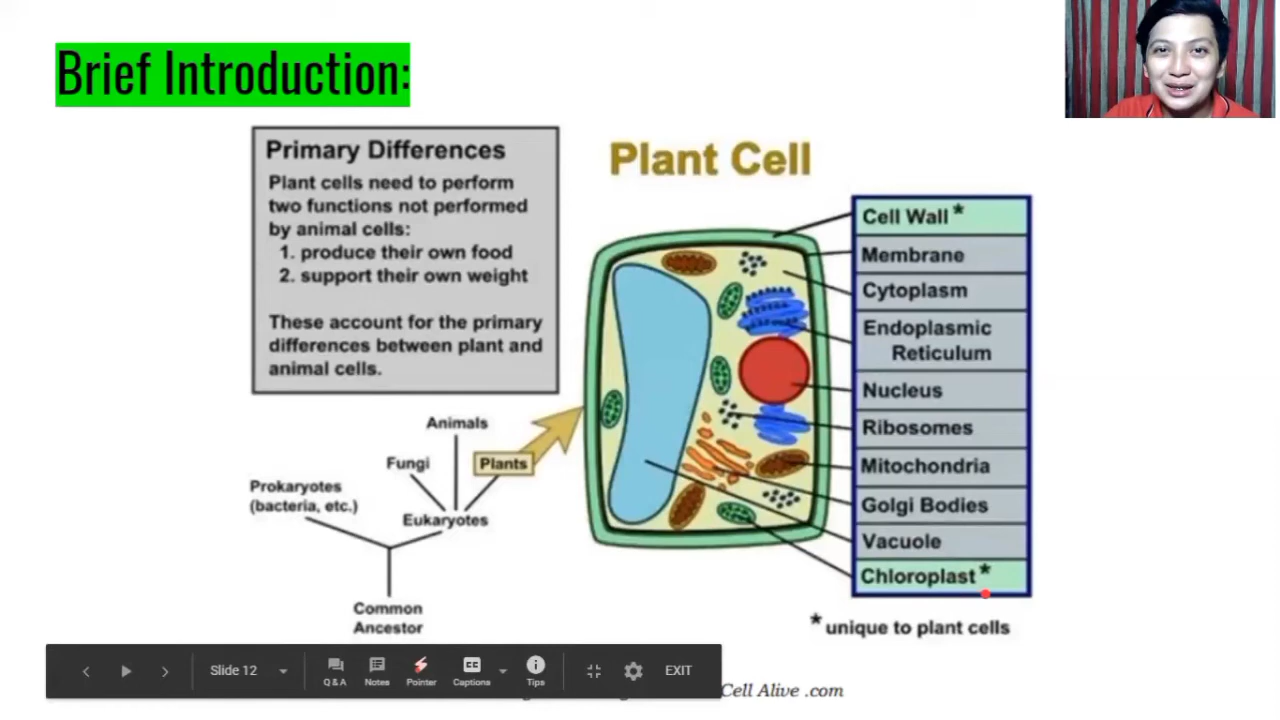 Brief Introduction:
Primary Differences
Plant cells need to perform
two functions not performed
by animal cells:
1. produce their own food
2. support their own weight
These account for the primary
differences between plant and
animal cells.
Plant Cell
Cell Wall *
Membrane
Cytoplasm
Endoplasmic
Reticulum
Nucleus
Ribosomes
Mitochondria
Golgi Bodies
Vacuole
Chloroplast *
* unique to plant cells
Animals
Fungi
Plants
Prokaryotes
(bacteria, etc.)
Eukaryotes
Common
Ancestor
Slide 12
Q & A
Notes
Pointer
CC
Captions
Tips
EXIT
Cell Alive .com